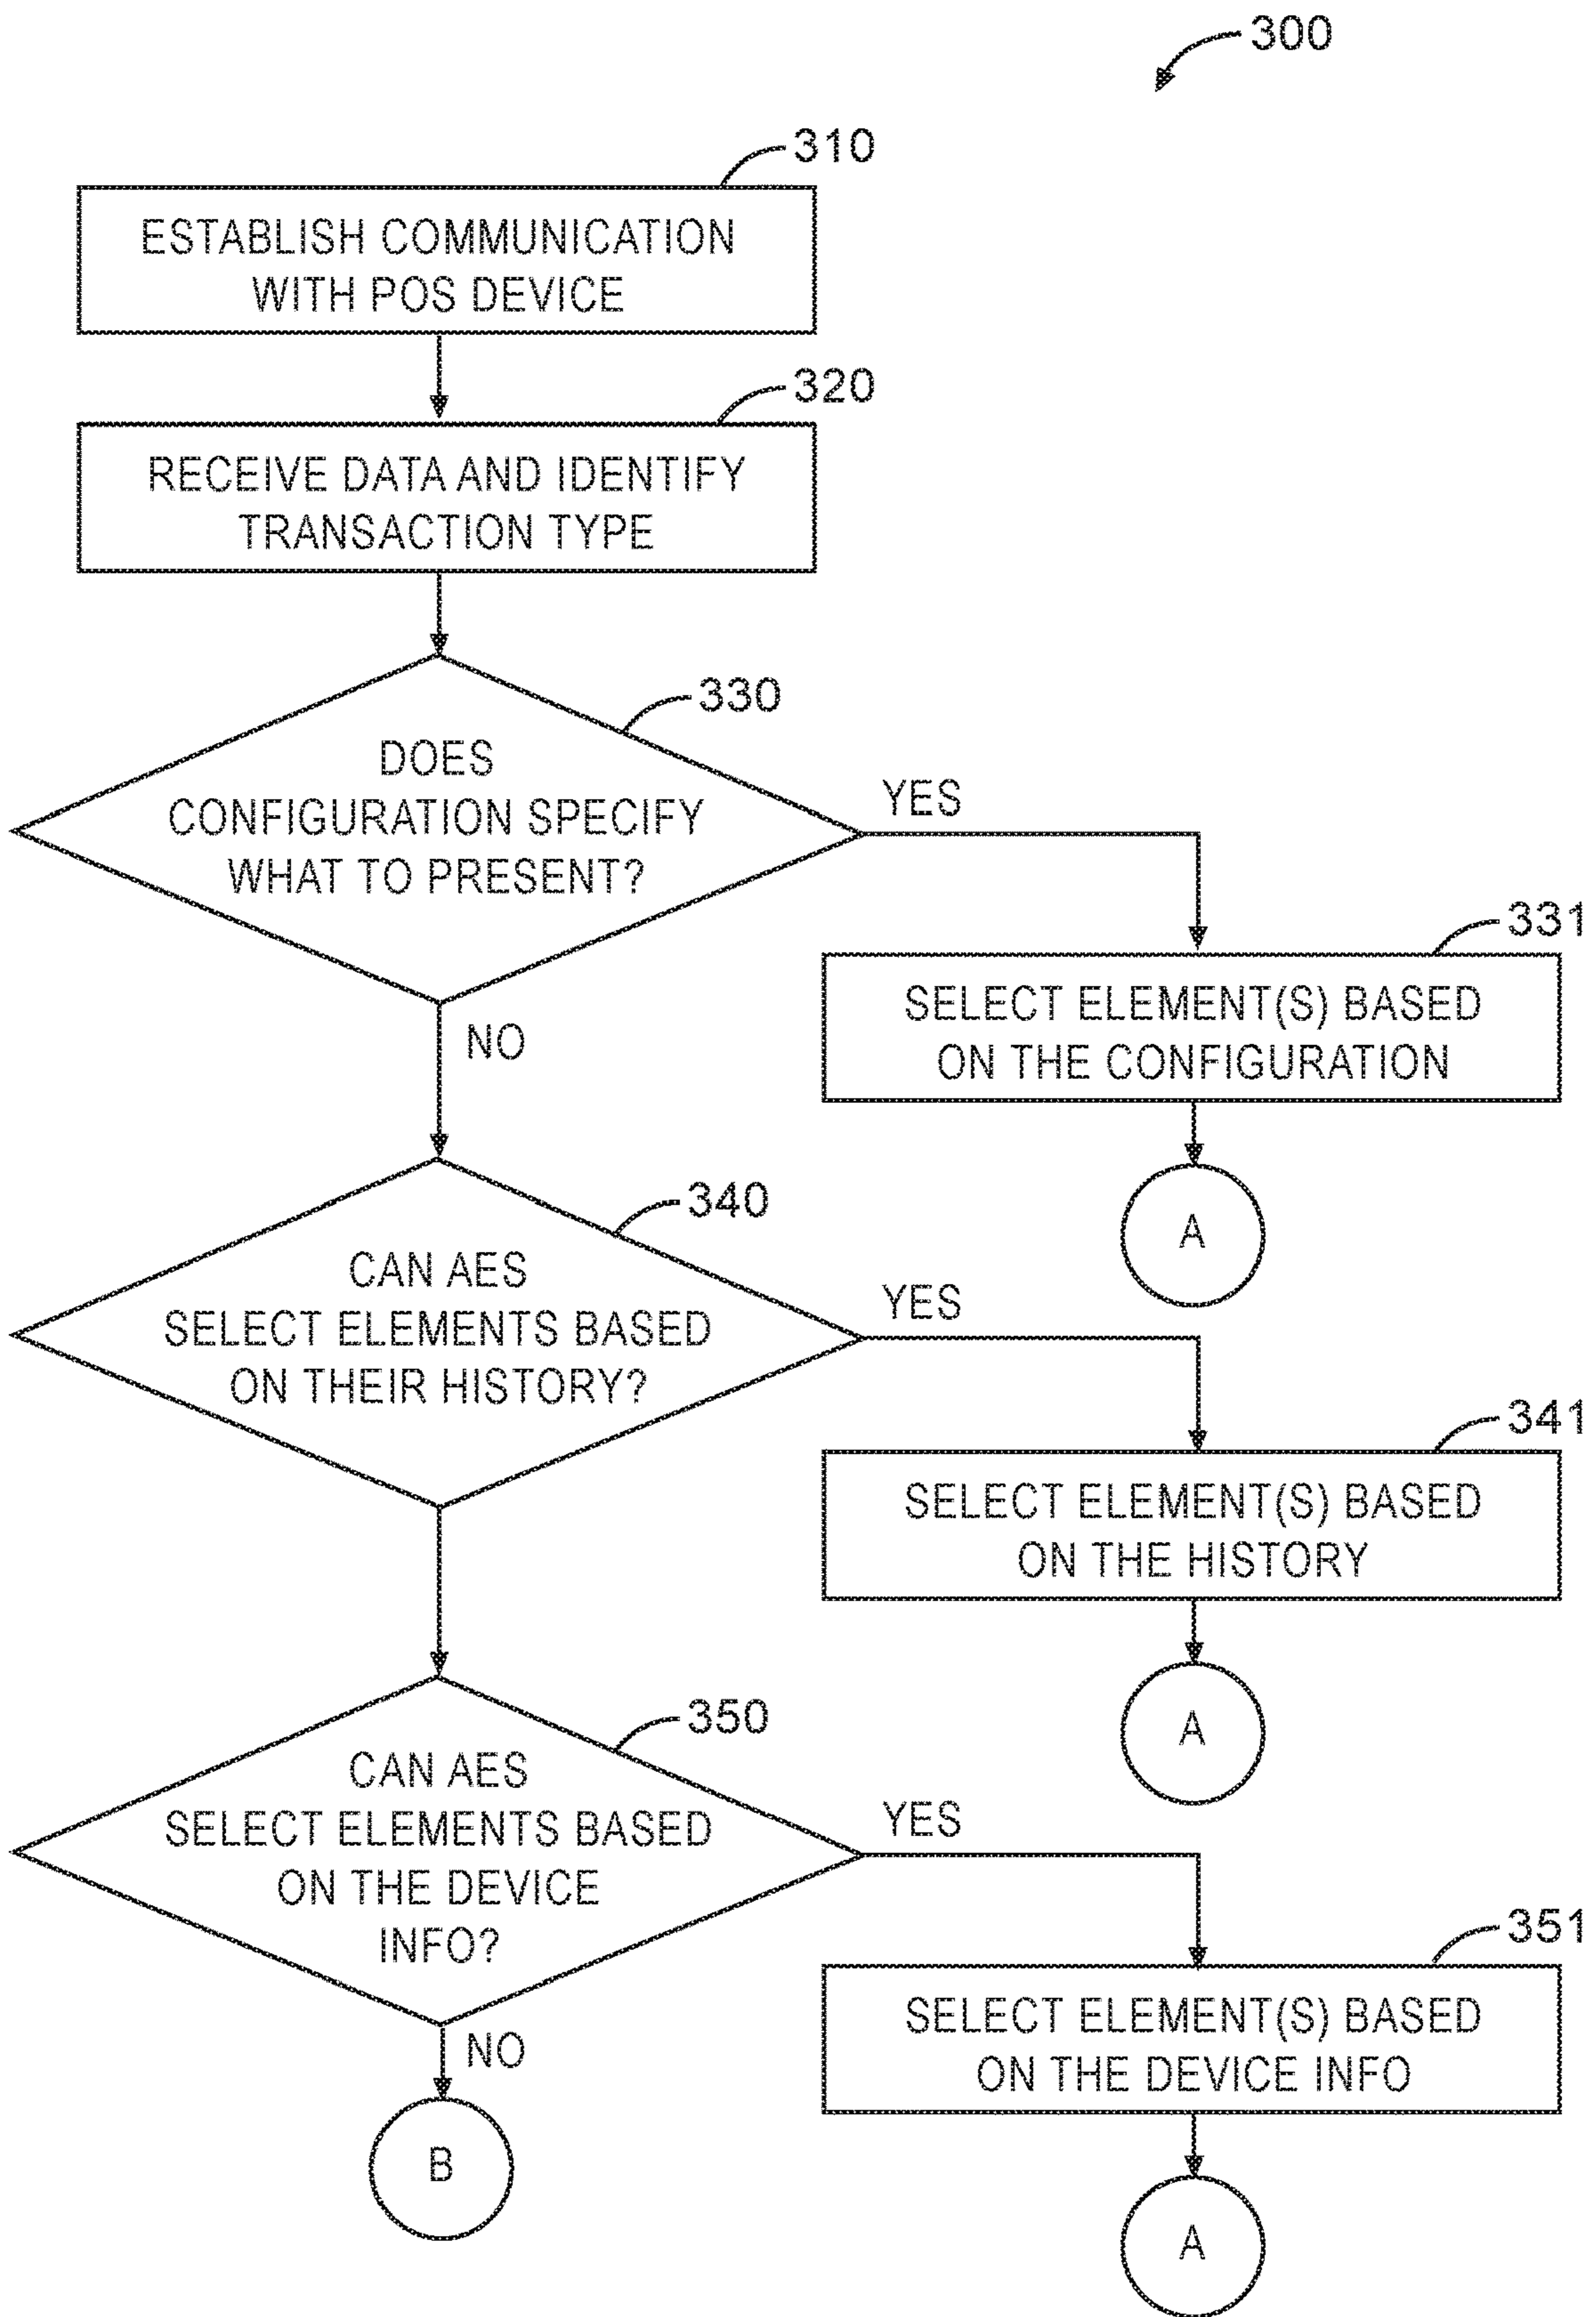 300
310
ESTABLISH COMMUNICATION
WITH POS DEVICE
320
RECEIVE DATA AND IDENTIFY
TRANSACTION TYPE
330
DOES
CONFIGURATION SPECIFY
WHAT TO PRESENT?
YES
NO
331
SELECT ELEMENT(S) BASED
ON THE CONFIGURATION
A
340
CAN AES
SELECT ELEMENTS BASED
ON THEIR HISTORY?
YES
341
SELECT ELEMENT(S) BASED
ON THE HISTORY
A
350
CAN AES
SELECT ELEMENTS BASED
ON THE DEVICE
INFO?
YES
NO
351
SELECT ELEMENT(S) BASED
ON THE DEVICE INFO
B
A